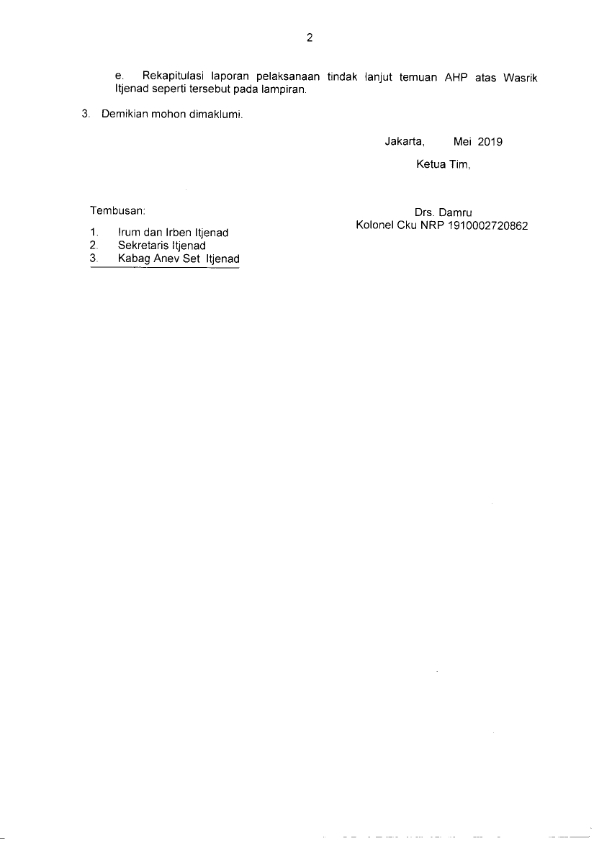 2
e. Rekapitulasi laporan pelaksanaan tindak lanjut temuan AHP atas Wasrik
Itjenad seperti tersebut pada lampiran.
3. Demikian mohon dimaklumi.
Jakarta, Mei 2019
Ketua Tim,
Tembusan:
1. Irum dan Irben Itjenad
2. Sekretaris Itjenad
3. Kabag Anev Set Itjenad
Drs. Damru
Kolonel Cku NRP 1910002720862